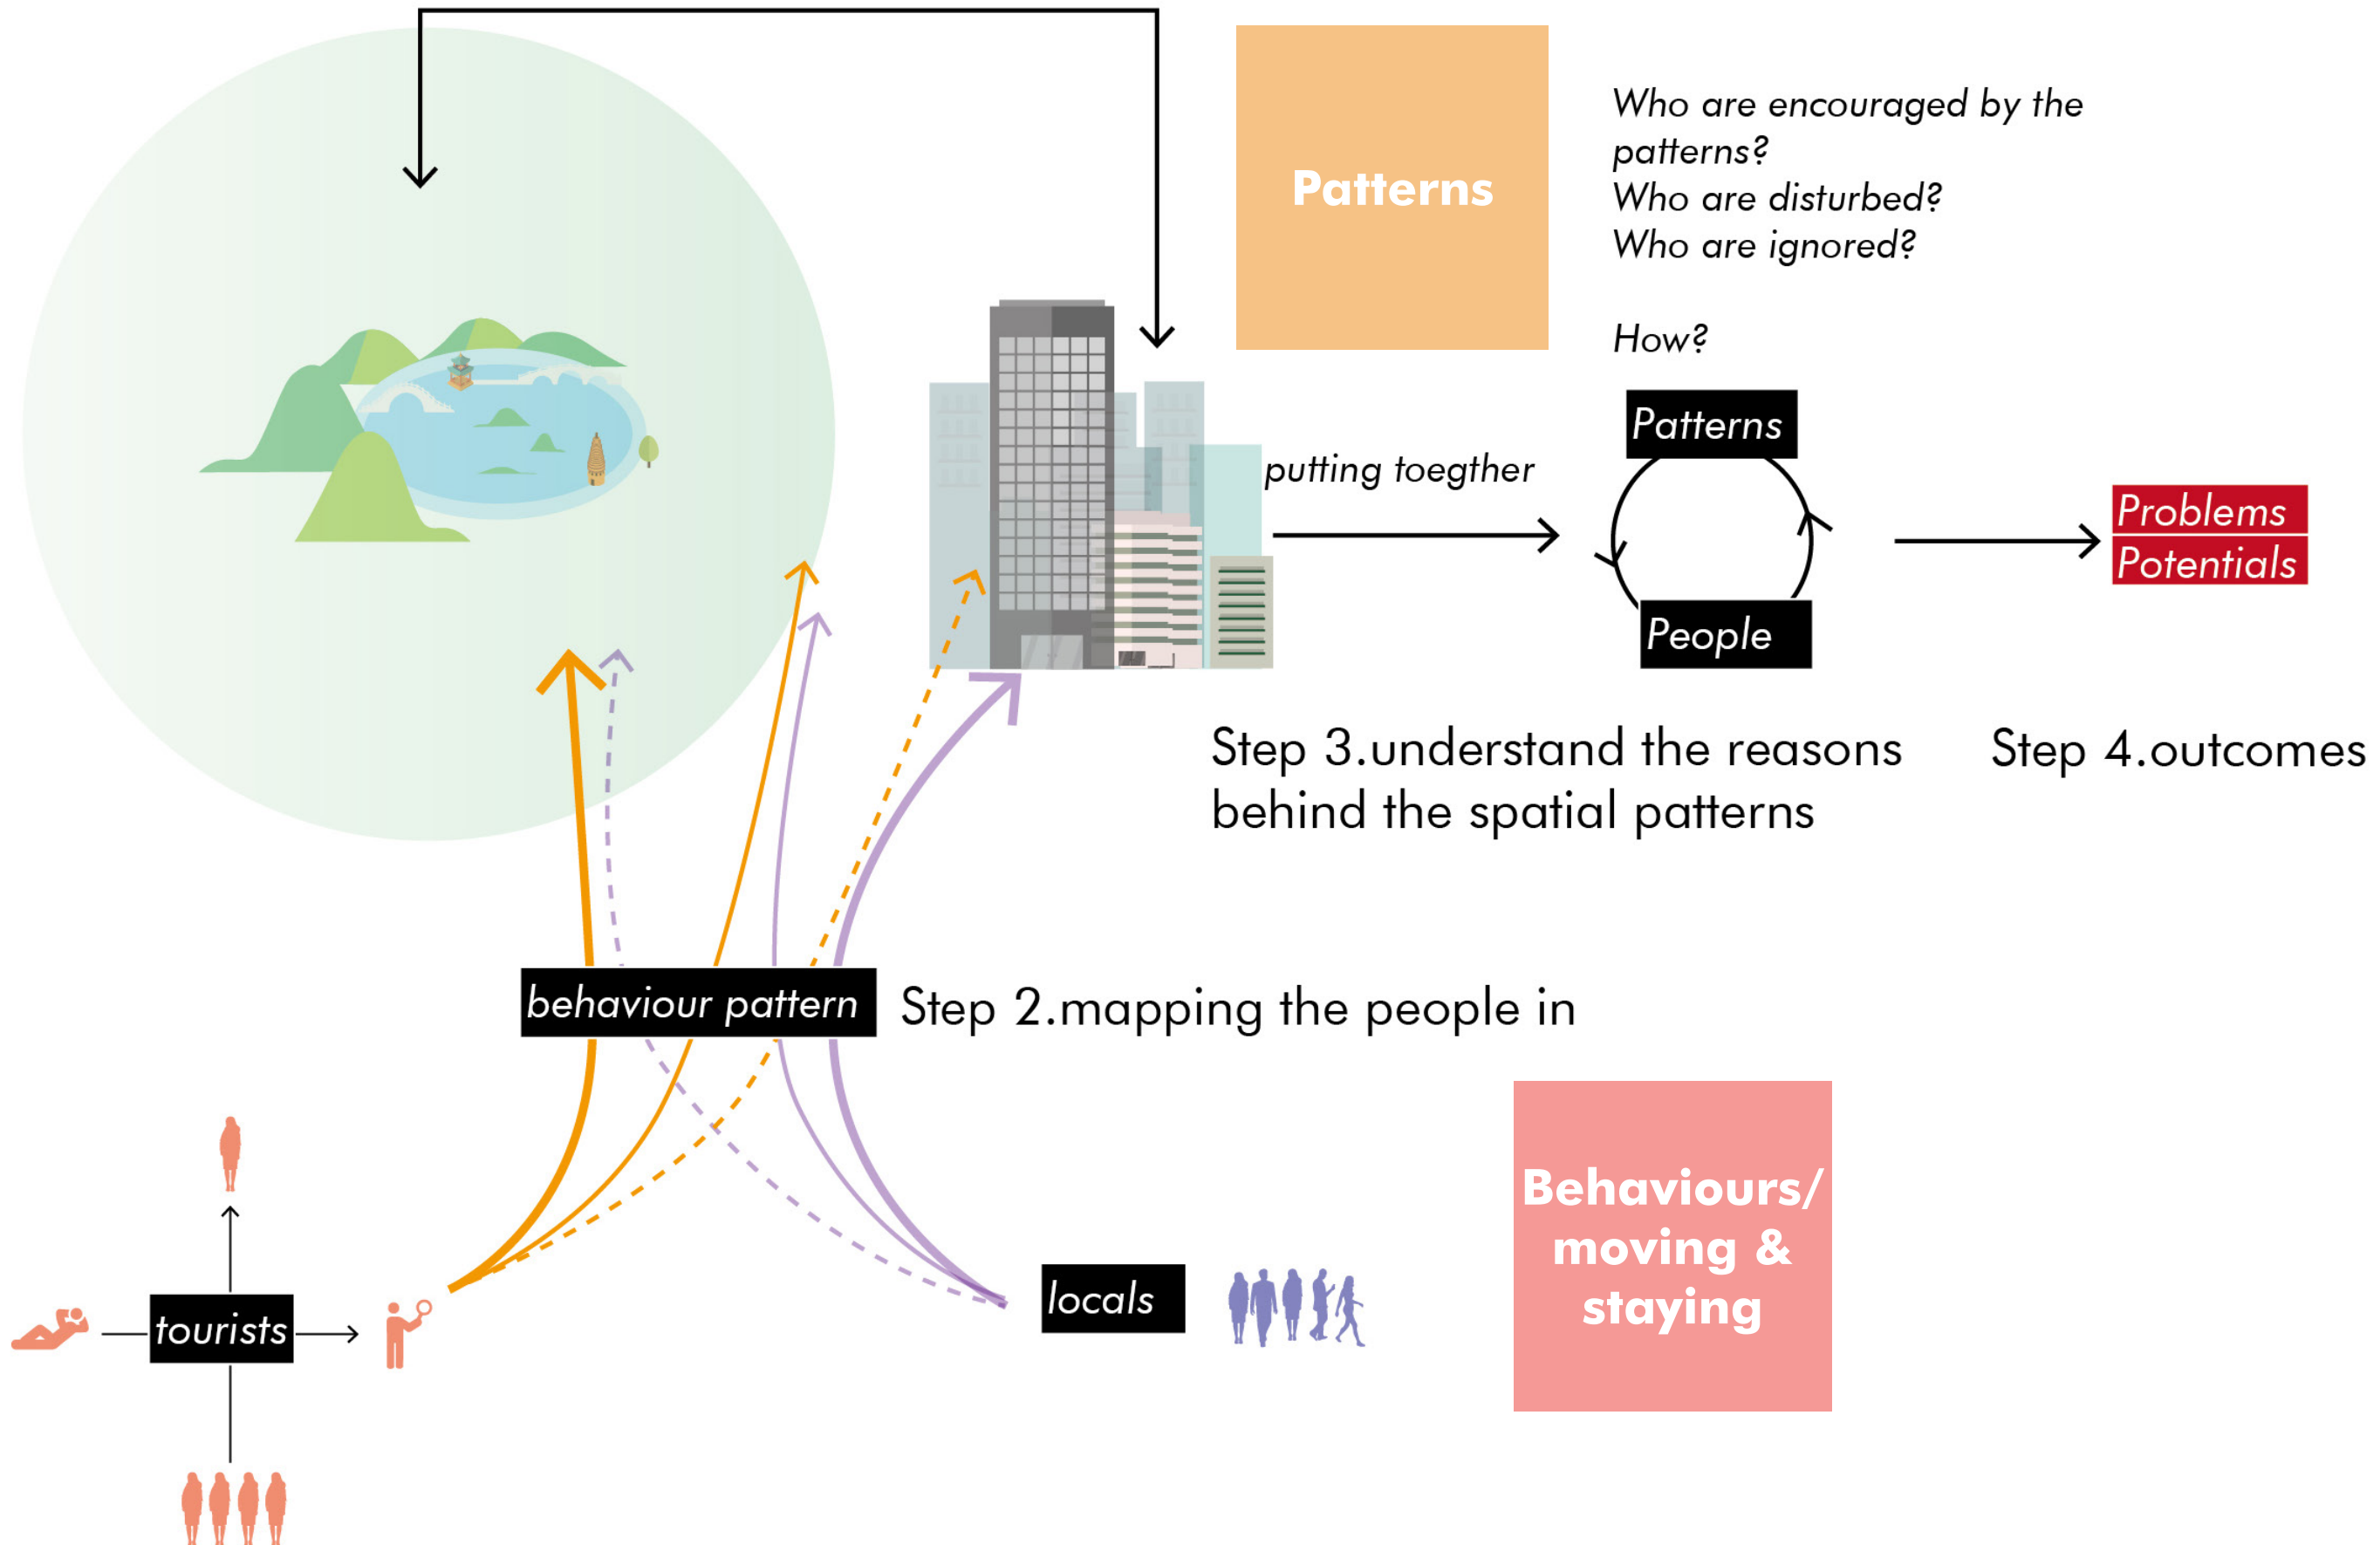 Patterns
Who are encouraged by the
patterns?
Who are disturbed?
Who are ignored?
How?
Patterns
putting toegther
People
Problems
Potentials
Step 3.understand the reasons
behind the spatial patterns
Step 4.outcomes
behaviour pattern
Step 2.mapping the people in
Behaviours/
moving &
staying
tourists
locals